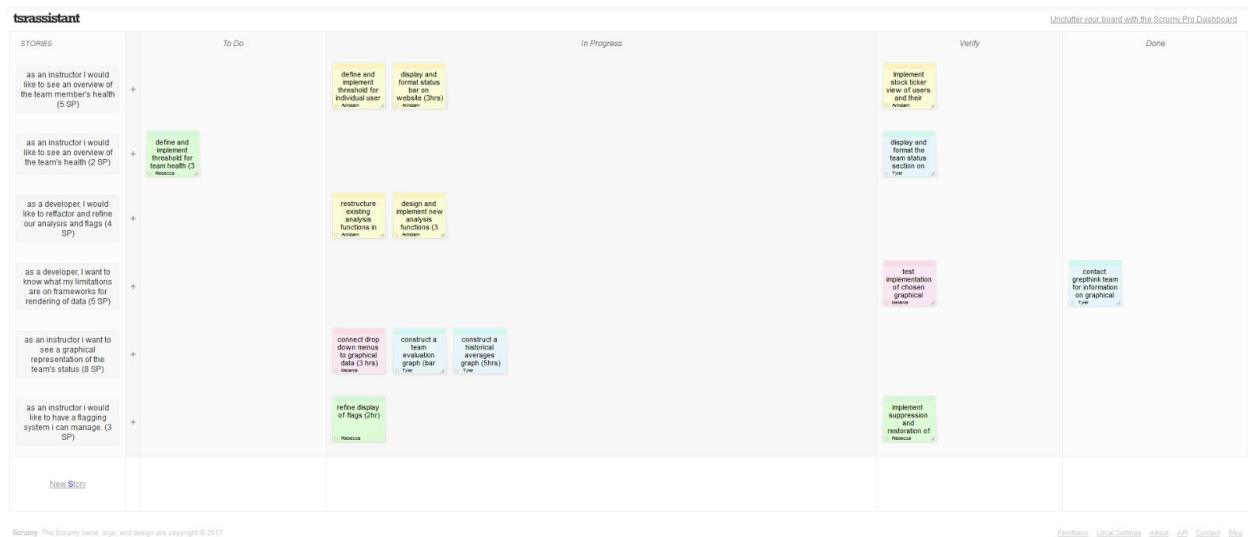 tsrassistant
Unclutter your board with the Scrumy Pro Dashboard
STORIES
To Do
In Progress
Verify
Done
as an instructor I would
like to see an overview of
the team member's health
(5 SP)
+
define and
implement
threshold for
individual user
Arindam
display and
format status
bar on
website (3hrs)
Arindam
Implement
stock ticker
view of users
and their
Arindam
as an instructor i would
like to see an overview of
the team's health (2 SP)
+
define and
implement
threshold for
team health (3
Rebecca
display and
format the
team status
section on
Tyler
as a developer, I would
like to reffactor and refine
our analysis and flags (4
SP)
+
restructure
existing
analysis
functions in
Arindam
design and
implement new
analysis
functions (3
Arindam
as a developer, I want to
know what my limitations
are on frameworks for
rendering of data (5 SP)
+
test
implementation
of chosen
graphical
Melanie
contact
grepthink team
for information
on graphical
Tyler
as an instructor i want to
see a graphical
representation of the
team's status (8 SP)
+
connect drop
down menus
to graphical
data (3 hrs)
Melanie
construct a
team
evaluation
graph (bar
Tyler
construct a
historical
averages
graph (5hrs)
Tyler
as an instructor i would
like to have a flagging
system i can manage. (3
SP)
+
refine display
of flags (2hr)
Rebecca
implement
suppression
and
restoration of
Rebecca
New Story
Scrumy The Scrumy name, logo, and design are copyright © 2017
Feedback Local Settings About API Contact Blog